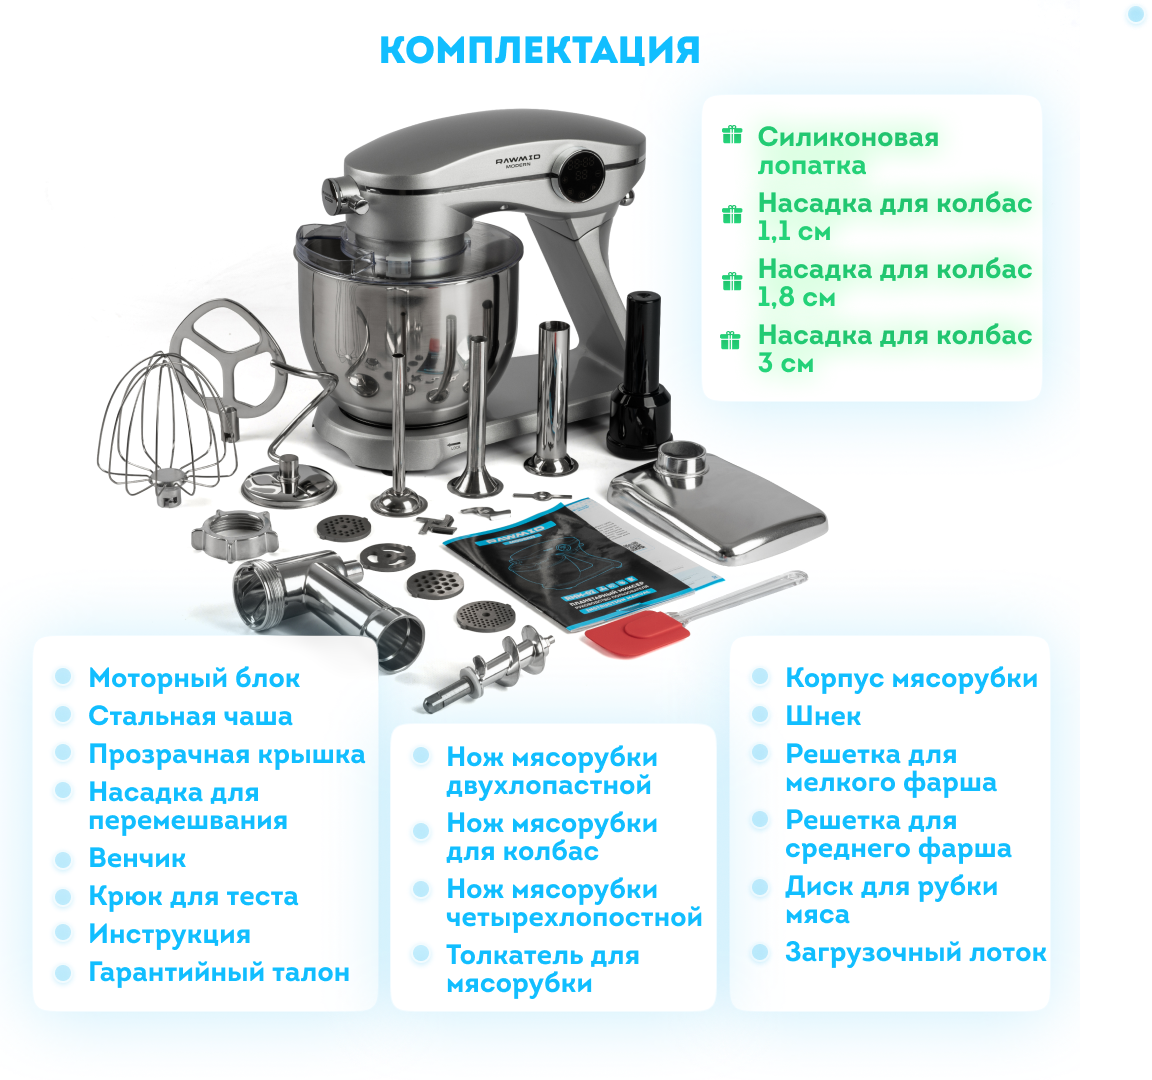 КОМПЛЕКТАЦИЯ
RAWMID
MODERN
Силиконовая
лопатка
Насадка для колбас
1,1 см
Насадка для колбас
1,8 см
Насадка для колбас
3 см
RAWMID
ПЛАНЕТАРНЫЙ МИКСЕР
Моторный блок
Стальная чаша
Прозрачная крышка
Насадка для
перемешвания
Венчик
Крюк для теста
Инструкция
Гарантийный талон
Нож мясорубки
двухлопастной
Нож мясорубки
для колбас
Нож мясорубки
четырехлопостной
Толкатель для
мясорубки
Корпус мясорубки
Шнек
Решетка для
мелкого фарша
Решетка для
среднего фарша
Диск для рубки
мяса
Загрузочный лоток